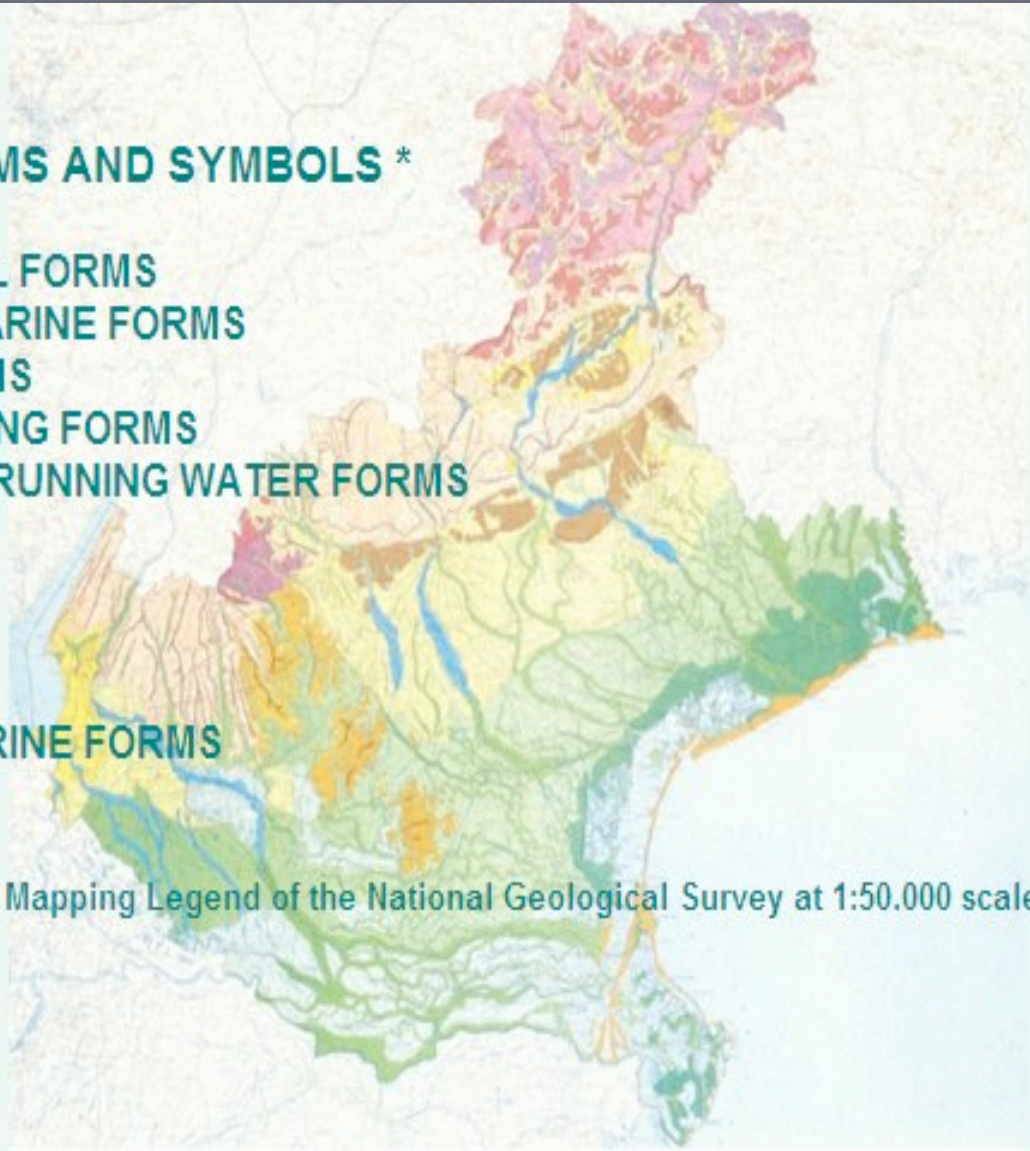 MS AND SYMBOLS *
L FORMS
ARINE FORMS
MS
NG FORMS
RUNNING WATER FORMS
RINE FORMS
Mapping Legend of the National Geological Survey at 1:50.000 scale